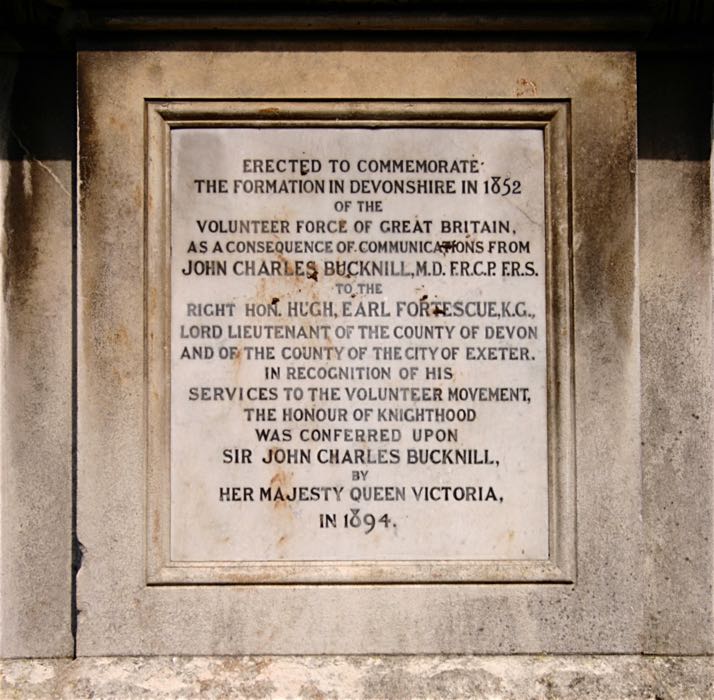 ERECTED TO COMMEMORATE
THE FORMATION IN DEVONSHIRE IN 1852
OF THE
VOLUNTEER FORCE OF GREAT BRITAIN,
AS A CONSEQUENCE OF COMMUNICATIONS FROM
JOHN CHARLES BUCKNILL, M.D. F.R.C.P. F.R.S.
TO THE
RIGHT HON. HUGH, EARL FORTESCUE, K.G.,
LORD LIEUTENANT OF THE COUNTY OF DEVON
AND OF THE COUNTY OF THE CITY OF EXETER.
IN RECOGNITION OF HIS
SERVICES TO THE VOLUNTEER MOVEMENT,
THE HONOUR OF KNIGHTHOOD
WAS CONFERRED UPON
SIR JOHN CHARLES BUCKNILL,
BY
HER MAJESTY QUEEN VICTORIA,
IN 1894.